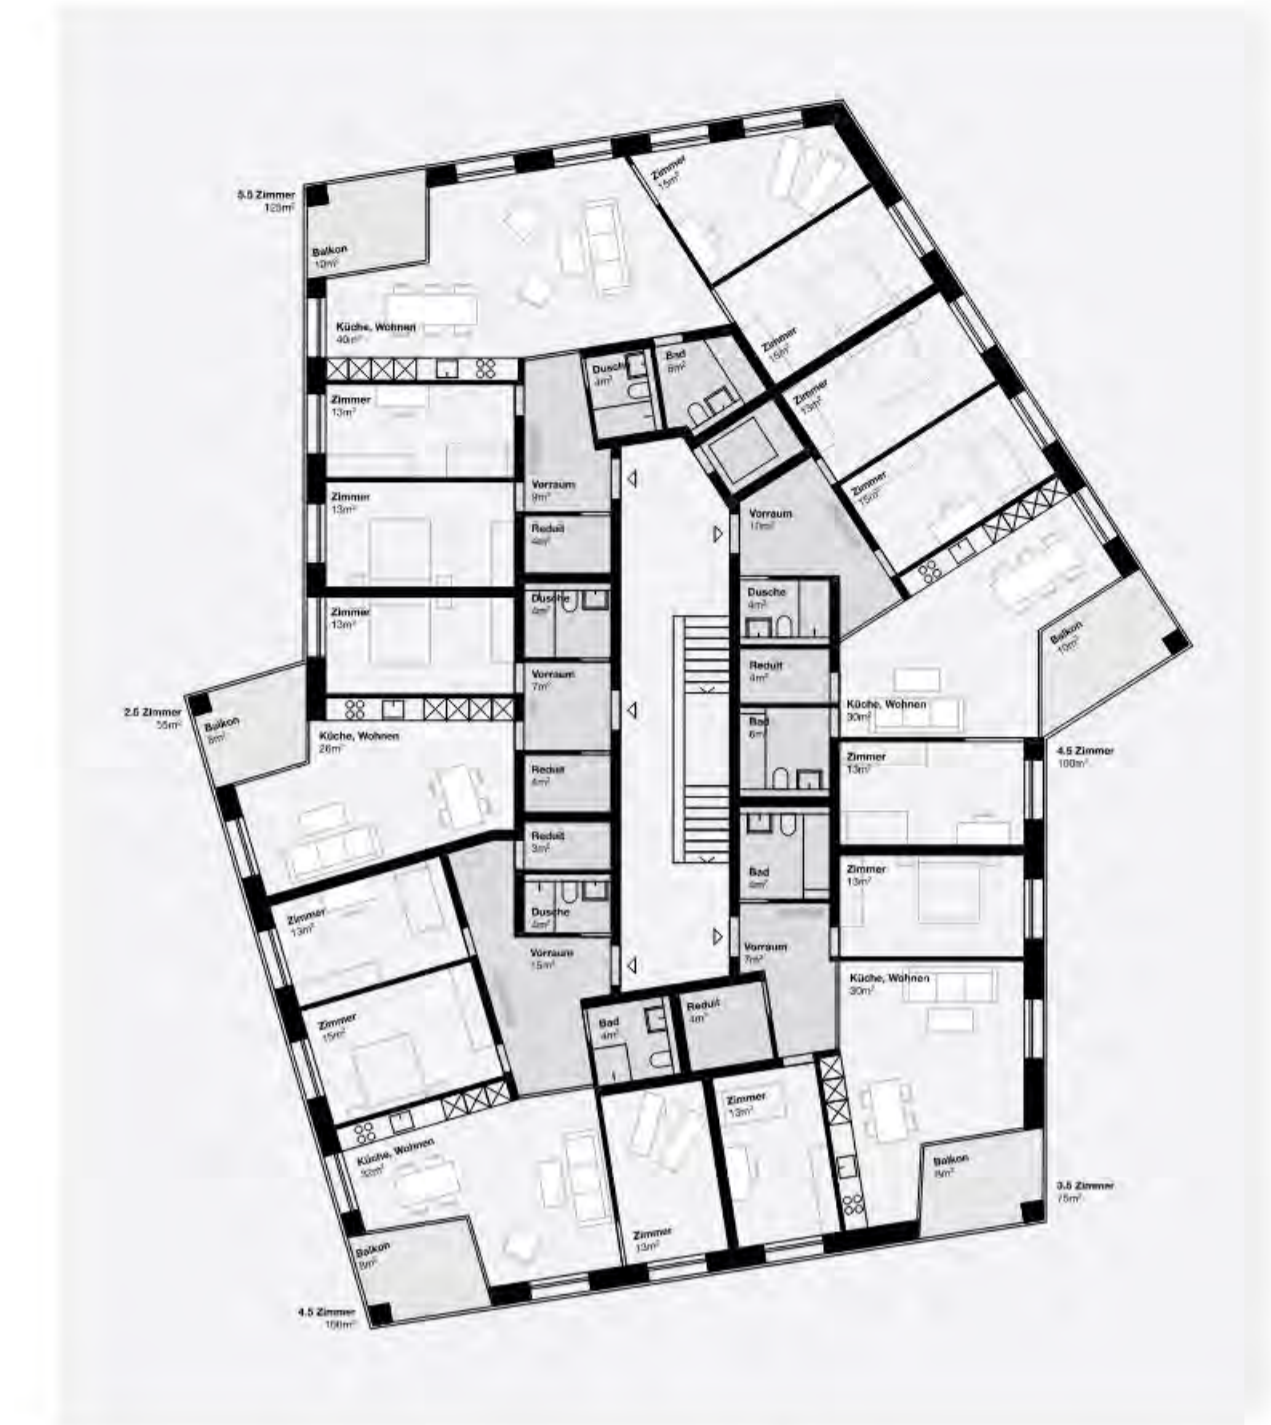 5.5 Zimmer
125m²
Balkon
10m²
Küche, Wohnen
40m²
Zimmer
15m²
Zimmer
15m²
Dusche
4m²
Bad
6m²
Zimmer
13m²
Zimmer
13m²
Vorraum
9m²
Reduit
4m²
Zimmer
13m²
Zimmer
15m²
Vorraum
10m²
Dusche
4m²
Reduit
4m²
Bad
6m²
Balkon
10m²
Küche, Wohnen
30m²
Zimmer
13m²
4.5 Zimmer
100m²
Zimmer
13m²
Dusche
4m²
Vorraum
7m²
Reduit
4m²
2.5 Zimmer
55m²
Balkon
8m²
Küche, Wohnen
26m²
Reduit
3m²
Dusche
Vorraum
15m²
Zimmer
13m²
Zimmer
15m²
Bad
4m²
Küche, Wohnen
32m²
Zimmer
13m²
Balkon
8m²
4.5 Zimmer
Bad
Zimmer
13m²
Vorraum
7m²
Reduit
4m²
Küche, Wohnen
30m²
Zimmer
13m²
Balkon
8m²
3.5 Zimmer
75m²